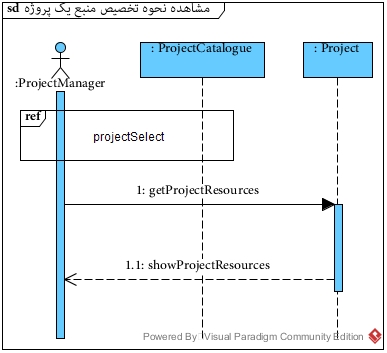 sd مشاهده نحوه تخصیص منبع یک پروژه
: ProjectCatalogue
: Project
:ProjectManager
ref
projectSelect
1: getProjectResources
1.1: showProjectResources
Powered By Visual Paradigm Community Edition